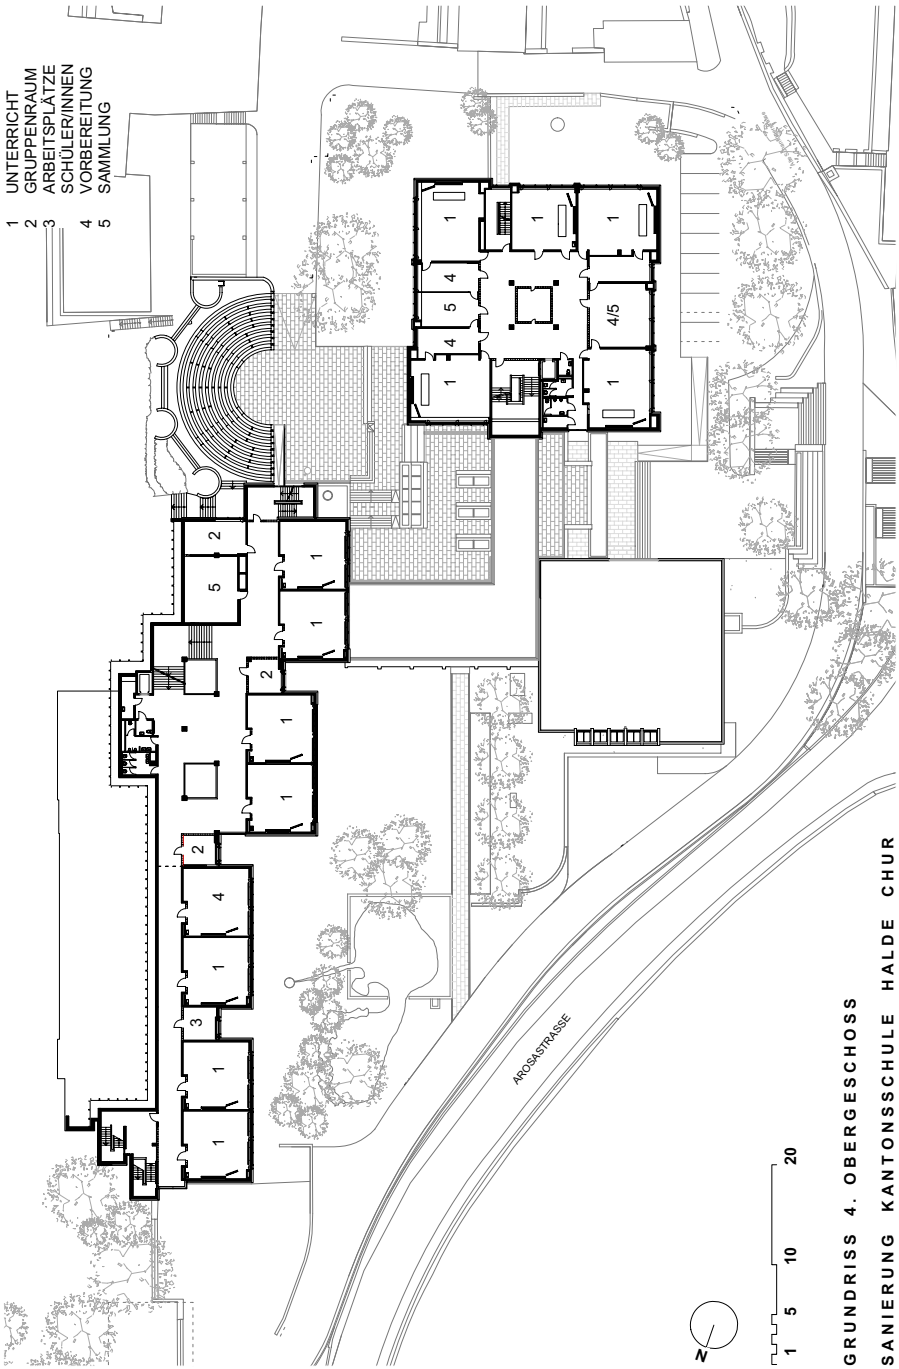 1 UNTERRICHT
2 GRUPPENRAUM
3 ARBEITSPLÄTZE
SCHÜLER/INNEN
4 VORBEREITUNG
5 SAMMLUNG
1
1
1
4
5
4/5
4
1
1
2
1
5
1
2
1
1
2
4
1
3
1
1
AROSASTRASSE
N
1 5 10 20
GRUNDRISS 4. OBERGESCHOSS
SANIERUNG KANTONSSCHULE HALDE CHUR